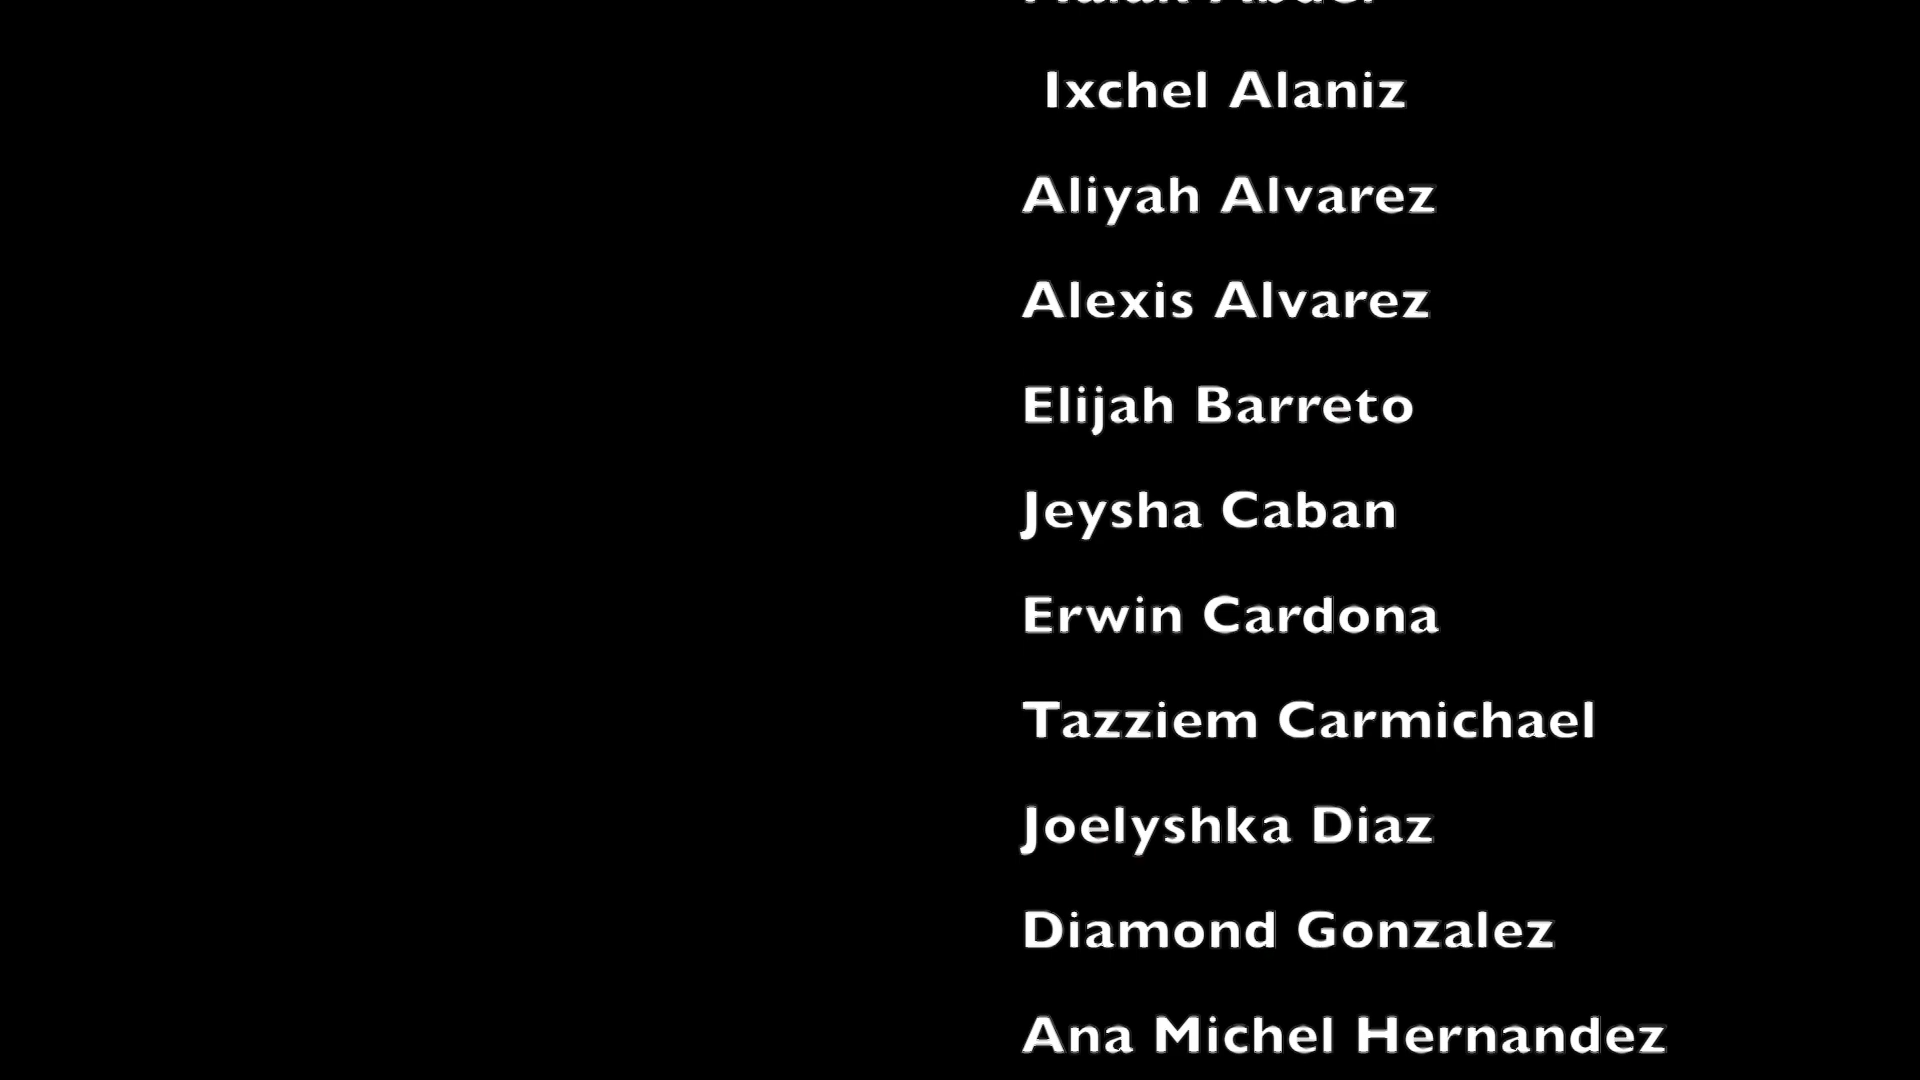 Ixchel Alaniz
Aliyah Alvarez
Alexis Alvarez
Elijah Barreto
Jeysha Caban
Erwin Cardona
Tazziem Carmichael
Joelyshka Diaz
Diamond Gonzalez
Ana Michel Hernandez